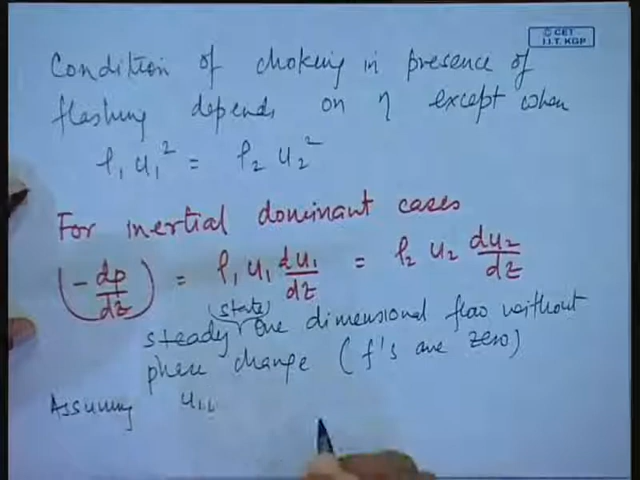 © CET
I.I.T. KGP
Condition of choking in presence of
flashing depends on η except when
ρ₁ u₁² = ρ₂ u₂²
For inertial dominant cases
(- dp/dz) = ρ₁ u₁ du₁/dz = ρ₂ u₂ du₂/dz
steady (state) one dimensional flow without
phase change (f's are zero)
Assuming